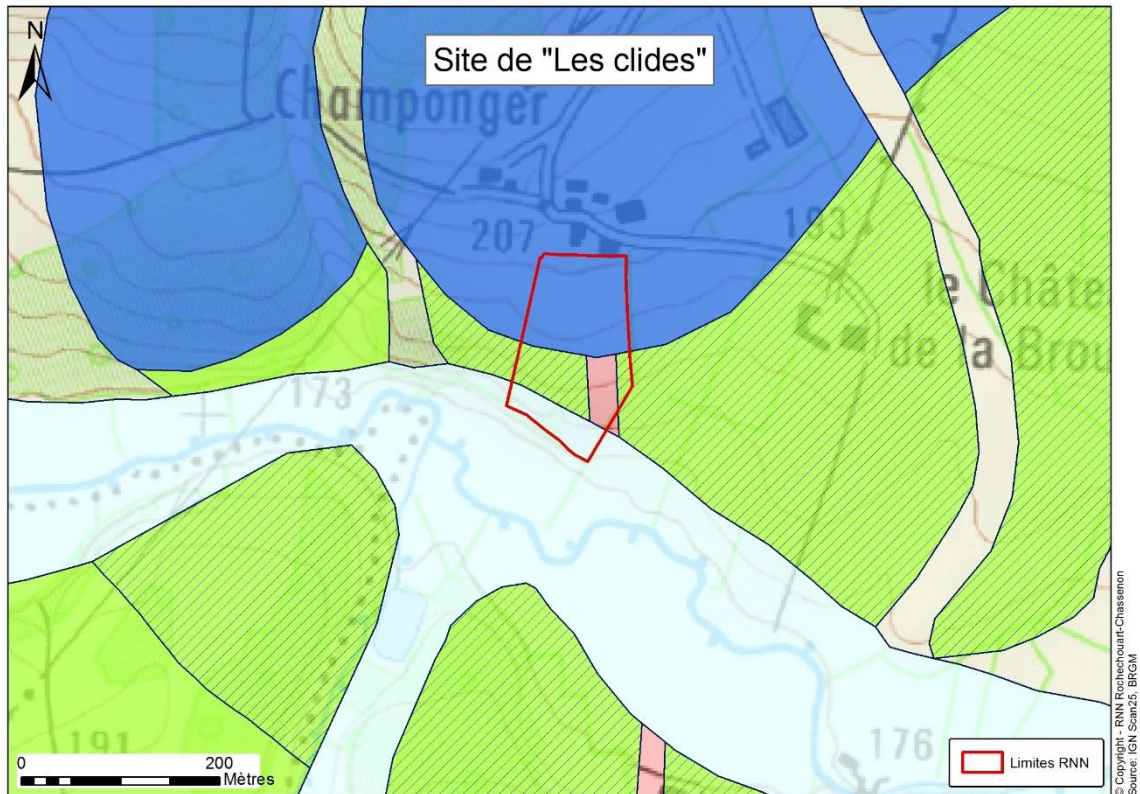 N
Site de "Les clides"
Champonger
207
193
le Châte
de la Brou
173
191
176
0 200
Mètres
Limites RNN
© Copyright - RNN Rochechouart-Chassenon
Source: IGN Scan25, BRGM